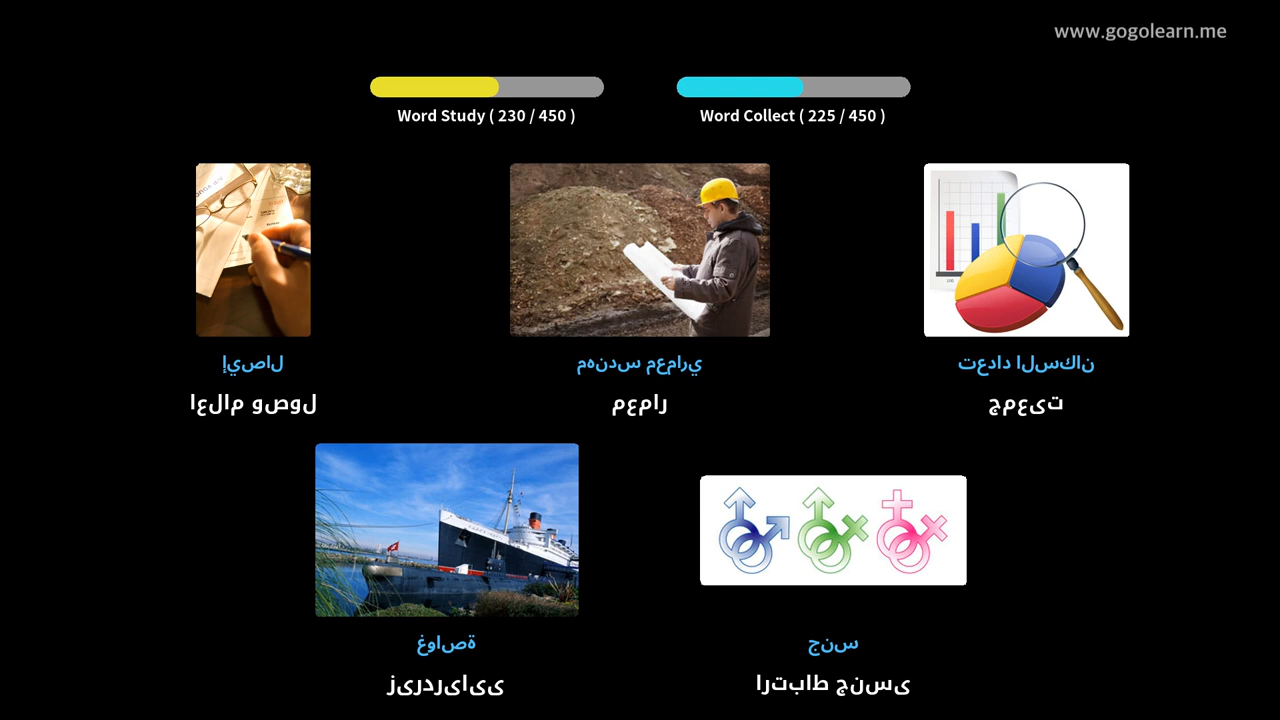 www.gogolearn.me
Word Study ( 230 / 450 )
Word Collect ( 225 / 450 )
إيصال
اعلام وصول
مهندس معماري
معمار
تعداد السكان
جمعیت
غواصة
زیردریایی
جنس
ارتباط جنسی